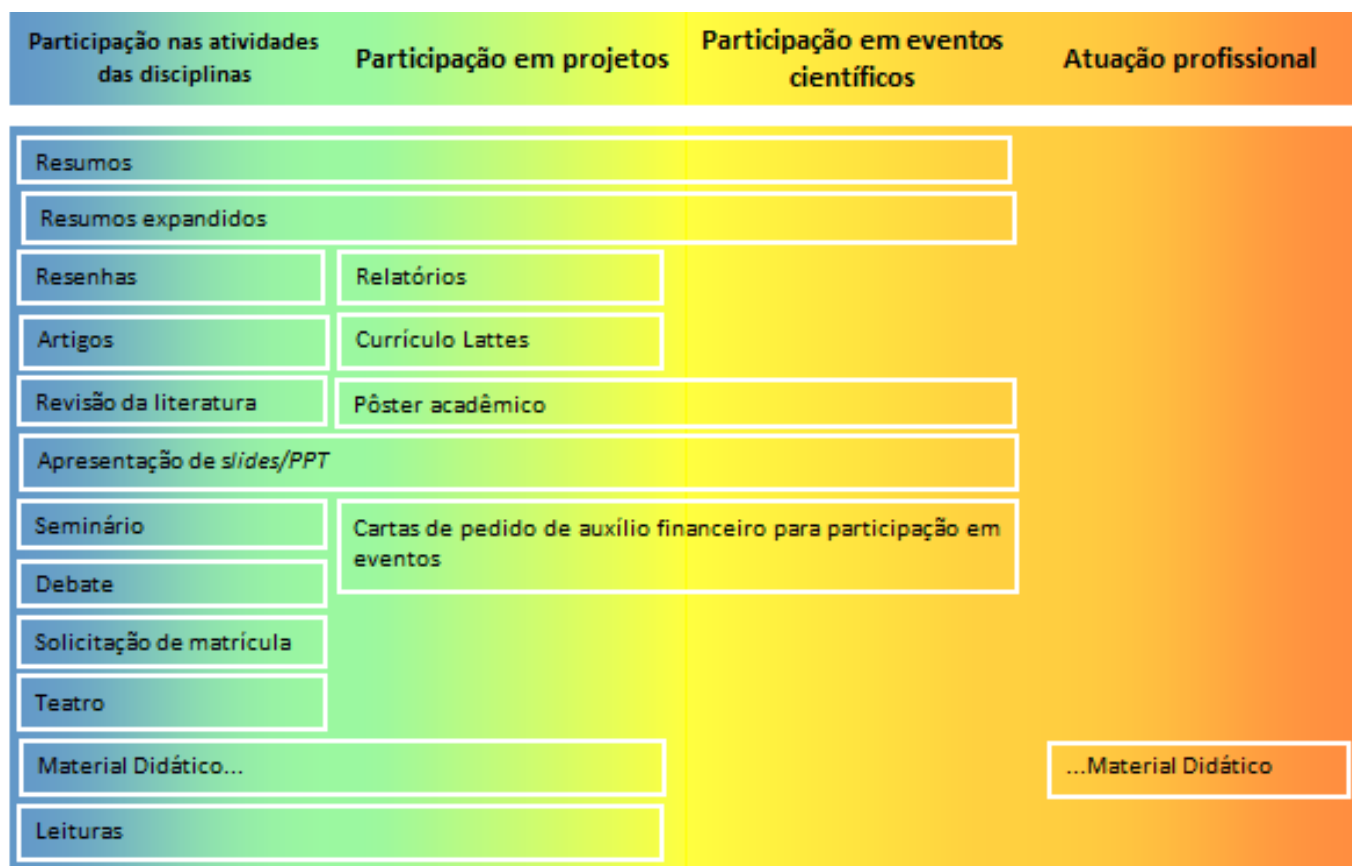 Participação nas atividades
das disciplinas
Participação em projetos
Participação em eventos
científicos
Atuação profissional
Resumos
Resumos expandidos
Resenhas
Relatórios
Artigos
Currículo Lattes
Revisão da literatura
Pôster acadêmico
Apresentação de slides/PPT
Seminário
Cartas de pedido de auxílio financeiro para participação em
eventos
Debate
Solicitação de matrícula
Teatro
Material Didático...
...Material Didático
Leituras